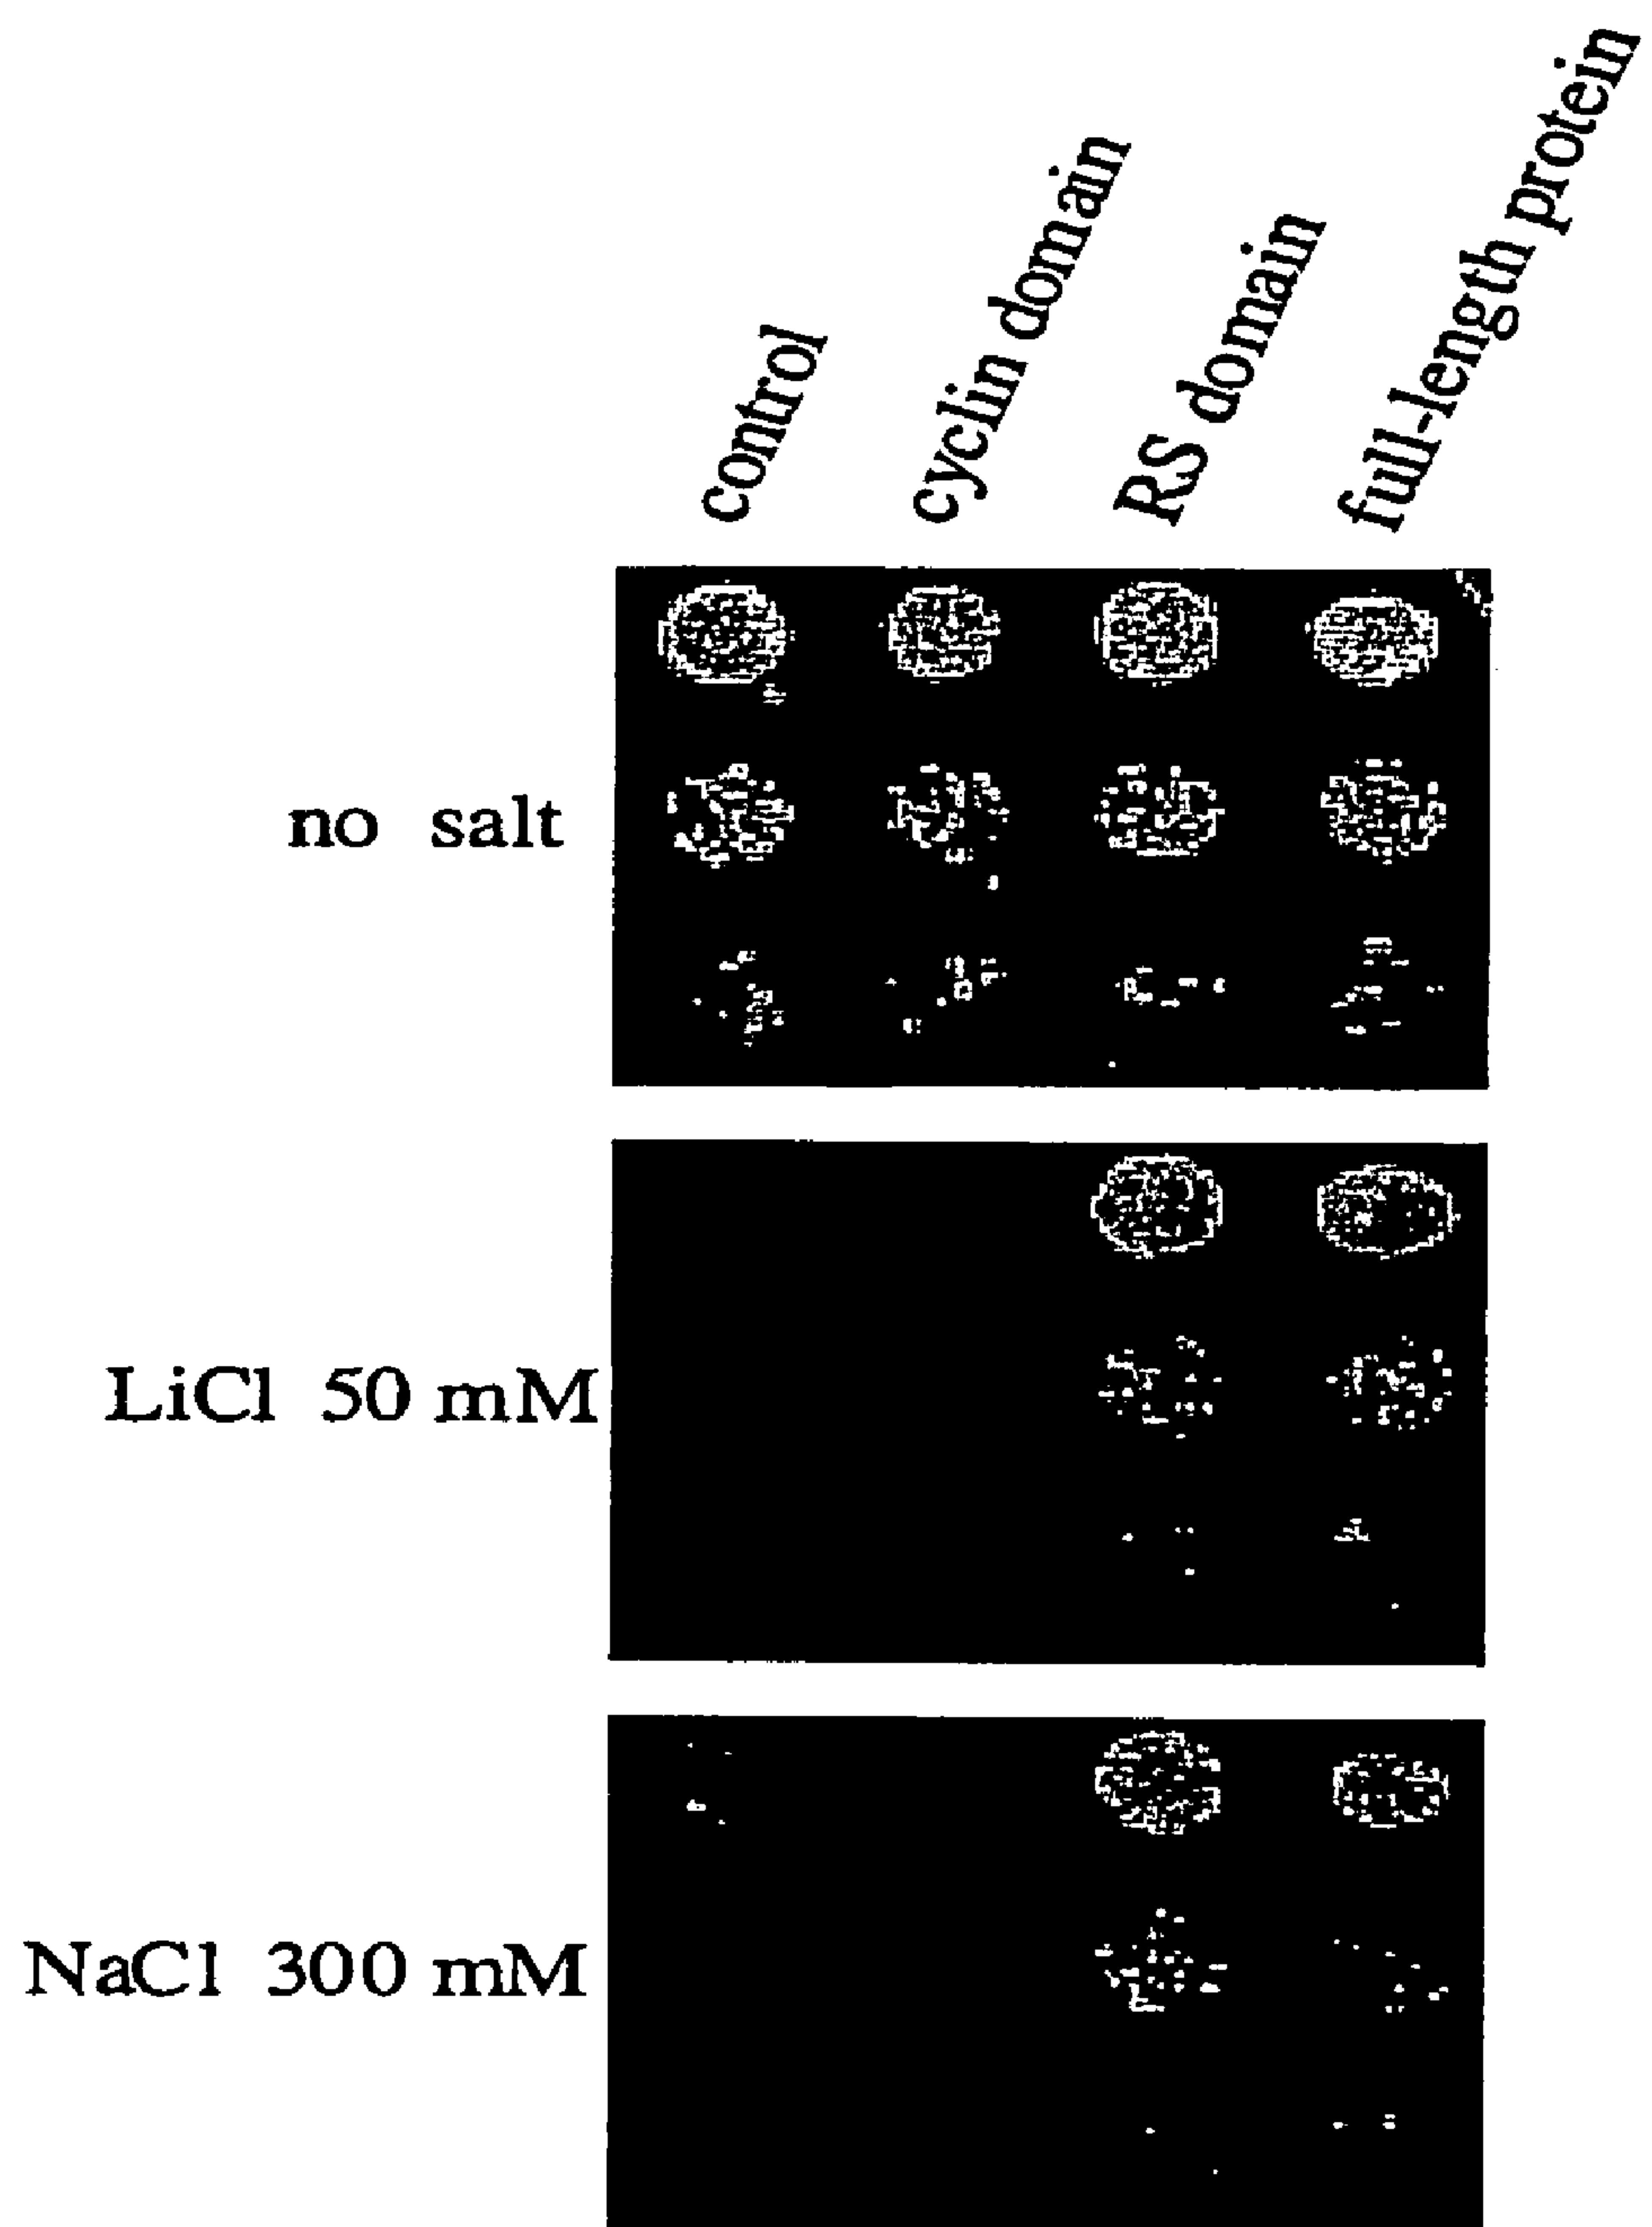 control
cyclin domain
RS domain
full-length protein
no salt
LiCl 50 mM
NaCl 300 mM